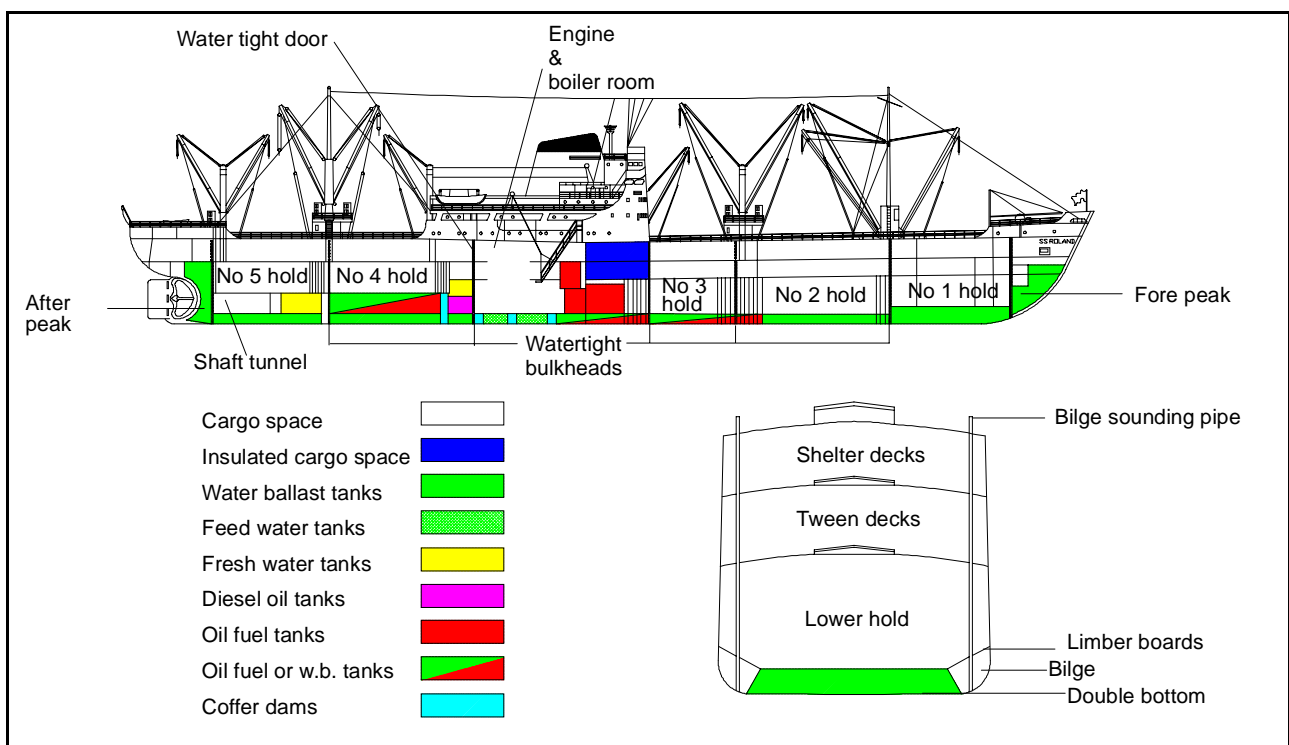 Water tight door
Engine
&
boiler room
SS ROLAND
No 5 hold
No 4 hold
No 3
hold
No 2 hold
No 1 hold
After
peak
Fore peak
Shaft tunnel
Watertight
bulkheads
Cargo space
Insulated cargo space
Water ballast tanks
Feed water tanks
Fresh water tanks
Diesel oil tanks
Oil fuel tanks
Oil fuel or w.b. tanks
Coffer dams
Bilge sounding pipe
Shelter decks
Tween decks
Lower hold
Limber boards
Bilge
Double bottom